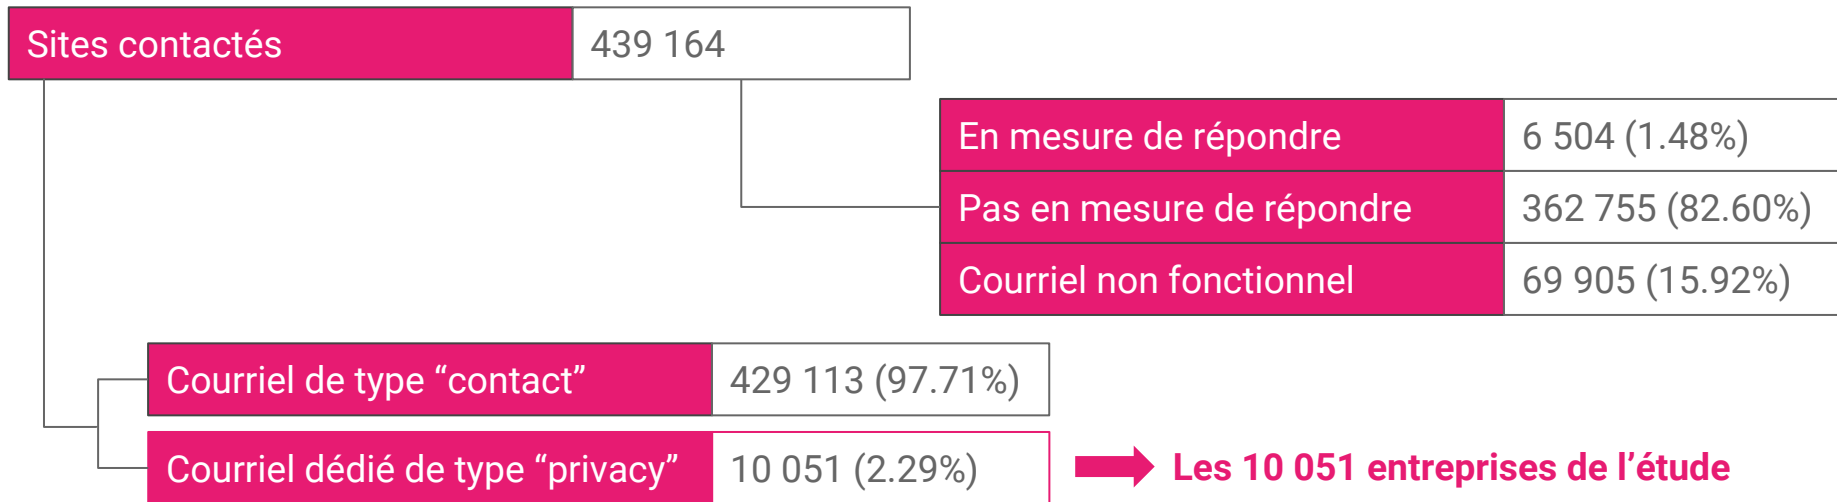 Sites contactés 439 164
En mesure de répondre 6 504 (1.48%)
Pas en mesure de répondre 362 755 (82.60%)
Courriel non fonctionnel 69 905 (15.92%)
Courriel de type “contact” 429 113 (97.71%)
Courriel dédié de type “privacy” 10 051 (2.29%) Les 10 051 entreprises de l’étude